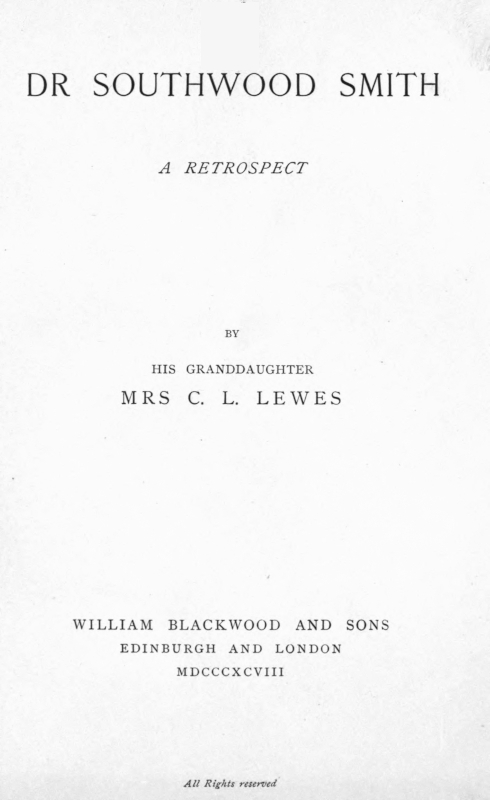 DR SOUTHWOOD SMITH
A RETROSPECT
BY
HIS GRANDDAUGHTER
MRS C. L. LEWES
WILLIAM BLACKWOOD AND SONS
EDINBURGH AND LONDON
MDCCCXCVIII
All Rights reserved